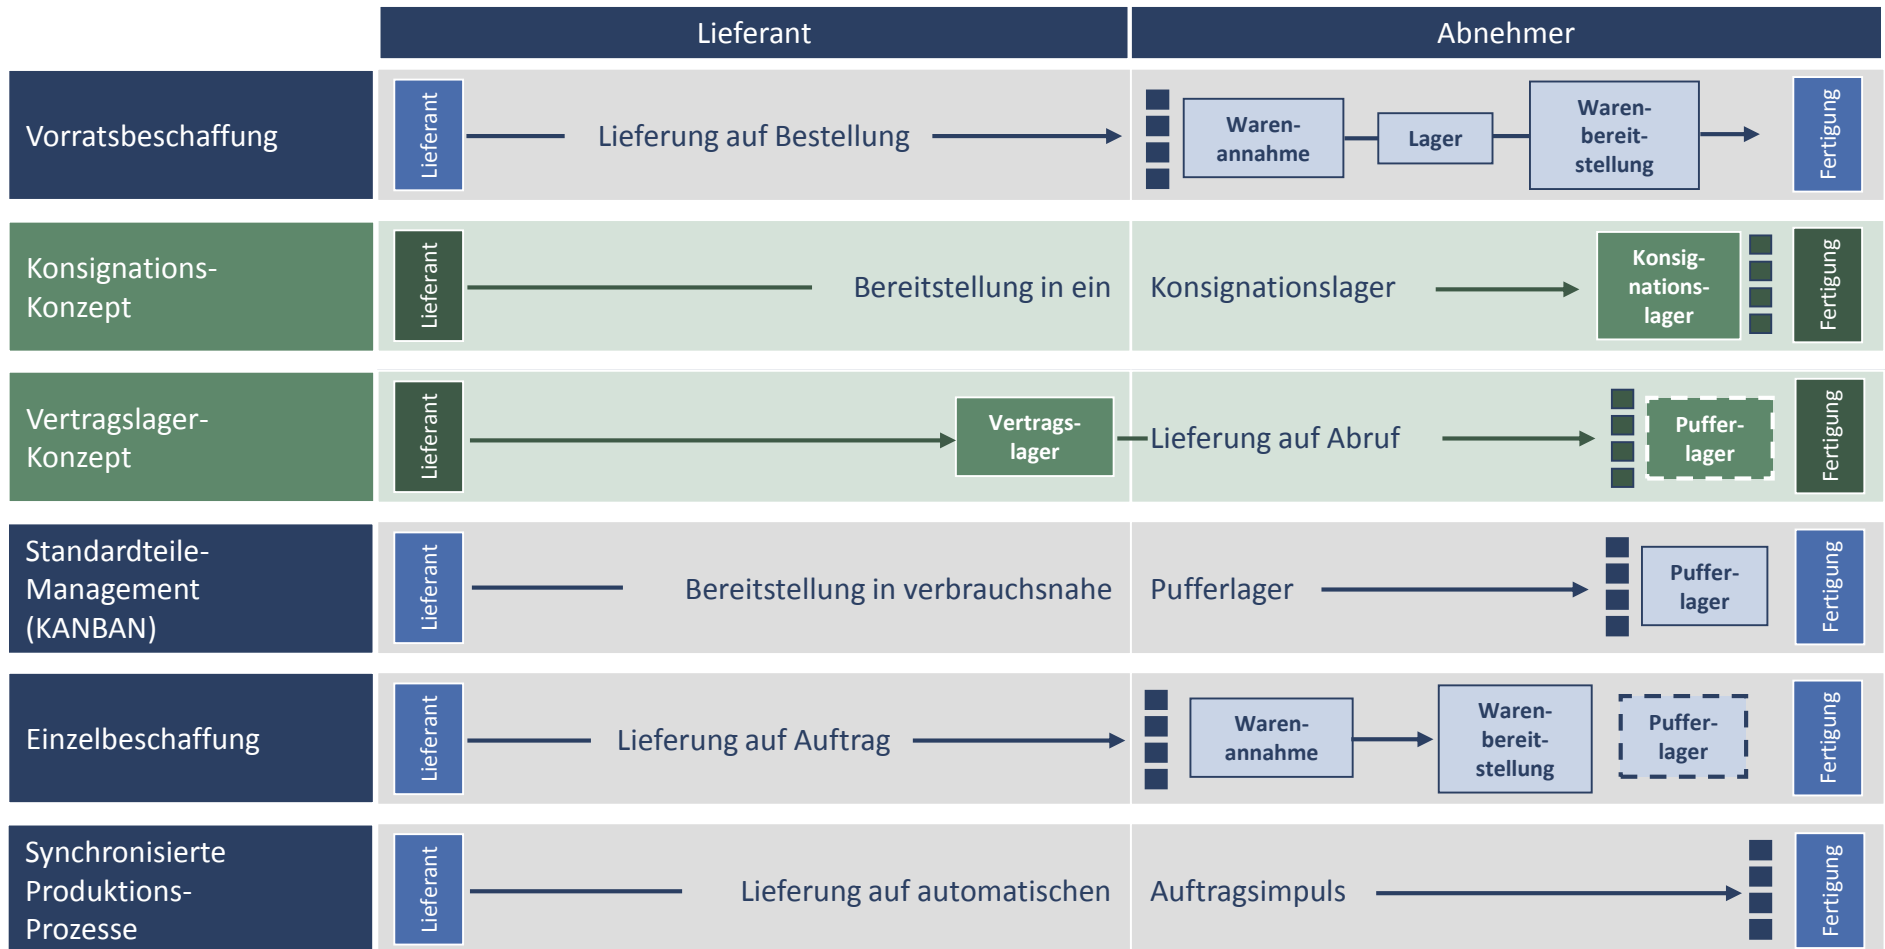 Lieferant
Abnehmer
Vorratsbeschaffung
Lieferant
Lieferung auf Bestellung
Waren-
annahme
Lager
Waren-
bereit-
stellung
Fertigung
Konsignations-
Konzept
Lieferant
Bereitstellung in ein
Konsignationslager
Konsig-
nations-
lager
Fertigung
Vertragslager-
Konzept
Lieferant
Vertrags-
lager
Lieferung auf Abruf
Puffer-
lager
Fertigung
Standardteile-
Management
(KANBAN)
Lieferant
Bereitstellung in verbrauchsnahe
Pufferlager
Puffer-
lager
Fertigung
Einzelbeschaffung
Lieferant
Lieferung auf Auftrag
Waren-
annahme
Waren-
bereit-
stellung
Puffer-
lager
Fertigung
Synchronisierte
Produktions-
Prozesse
Lieferant
Lieferung auf automatischen
Auftragsimpuls
Fertigung